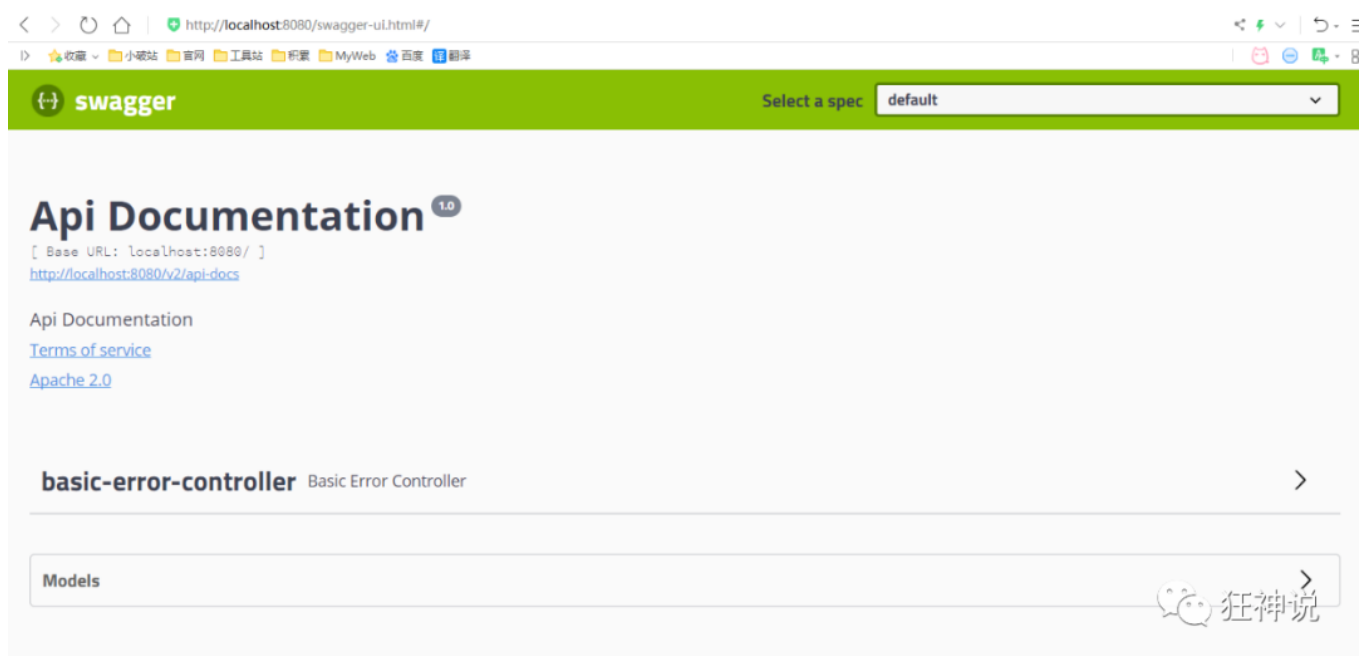 http://localhost:8080/swagger-ui.html#/
收藏 小破站 官网 工具站 积累 MyWeb 百度 译 翻译
{··} swagger Select a spec default
Api Documentation 1.0
[ Base URL: localhost:8080/ ]
http://localhost:8080/v2/api-docs
Api Documentation
Terms of service
Apache 2.0
basic-error-controller Basic Error Controller
Models
狂神说